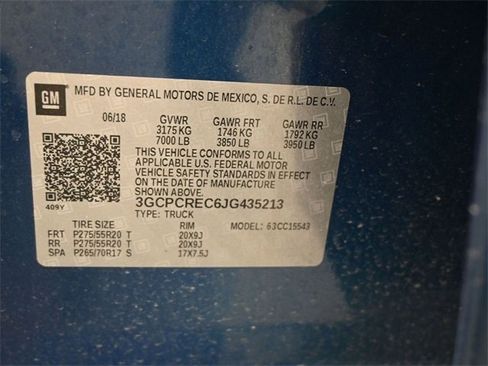 GM
MFD BY GENERAL MOTORS DE MEXICO, S. DE R.L. DE C.V.
06/18 GVWR GAWR FRT GAWR RR
3175 KG 1746 KG 1792 KG
7000 LB 3850 LB 3950 LB
THIS VEHICLE CONFORMS TO ALL
APPLICABLE U.S. FEDERAL MOTOR
VEHICLE SAFETY STANDARDS IN EFFECT
ON THE DATE OF MANUFACTURE
SHOWN ABOVE.
409Y 3GCPCREC6JG435213
TYPE: TRUCK
TIRE SIZE RIM MODEL: 63CC15543
FRT P275/55R20 T 20X9J
RR P275/55R20 T 20X9J
SPA P265/70R17 S 17X7.5J